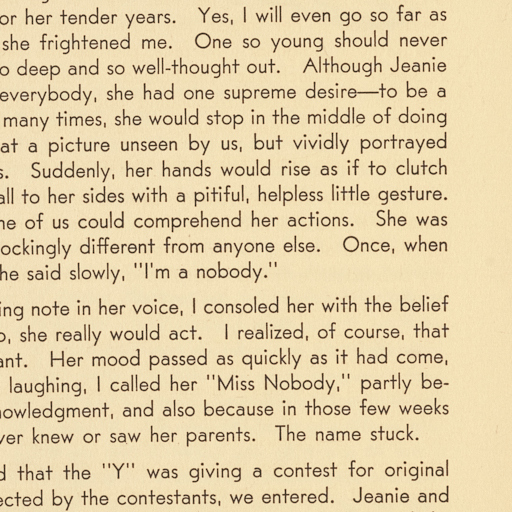 or her tender years. Yes, I will even go so far as
she frightened me. One so young should never
o deep and so well-thought out. Although Jeanie
everybody, she had one supreme desire—to be a
many times, she would stop in the middle of doing
at a picture unseen by us, but vividly portrayed
s. Suddenly, her hands would rise as if to clutch
all to her sides with a pitiful, helpless little gesture.
ne of us could comprehend her actions. She was
ockingly different from anyone else. Once, when
he said slowly, "I'm a nobody."
ing note in her voice, I consoled her with the belief
o, she really would act. I realized, of course, that
ant. Her mood passed as quickly as it had come,
laughing, I called her "Miss Nobody," partly be-
nowledgment, and also because in those few weeks
ver knew or saw her parents. The name stuck.
d that the "Y" was giving a contest for original
ected by the contestants, we entered. Jeanie and